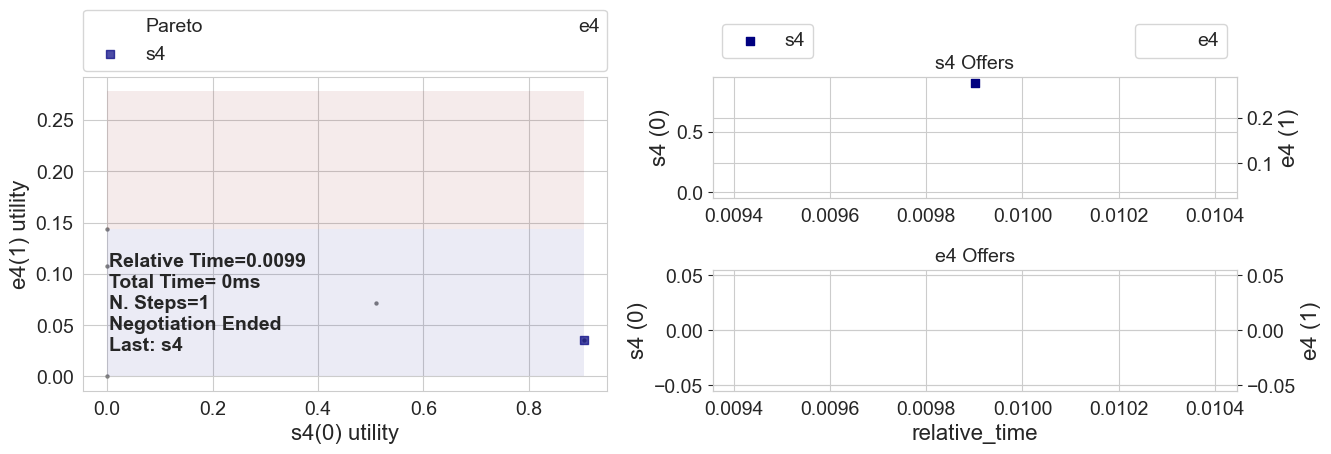 Pareto
e4
s4
0.25
0.20
0.15
0.10
0.05
0.00
e4(1) utility
Relative Time=0.0099
Total Time= 0ms
N. Steps=1
Negotiation Ended
Last: s4
0.0 0.2 0.4 0.6 0.8
s4(0) utility
s4
e4
s4 Offers
s4 (0)
0.5
0.0
0.2
0.1
e4 (1)
0.0094 0.0096 0.0098 0.0100 0.0102 0.0104
e4 Offers
s4 (0)
0.05
0.00
−0.05
0.05
0.00
−0.05
e4 (1)
0.0094 0.0096 0.0098 0.0100 0.0102 0.0104
relative_time